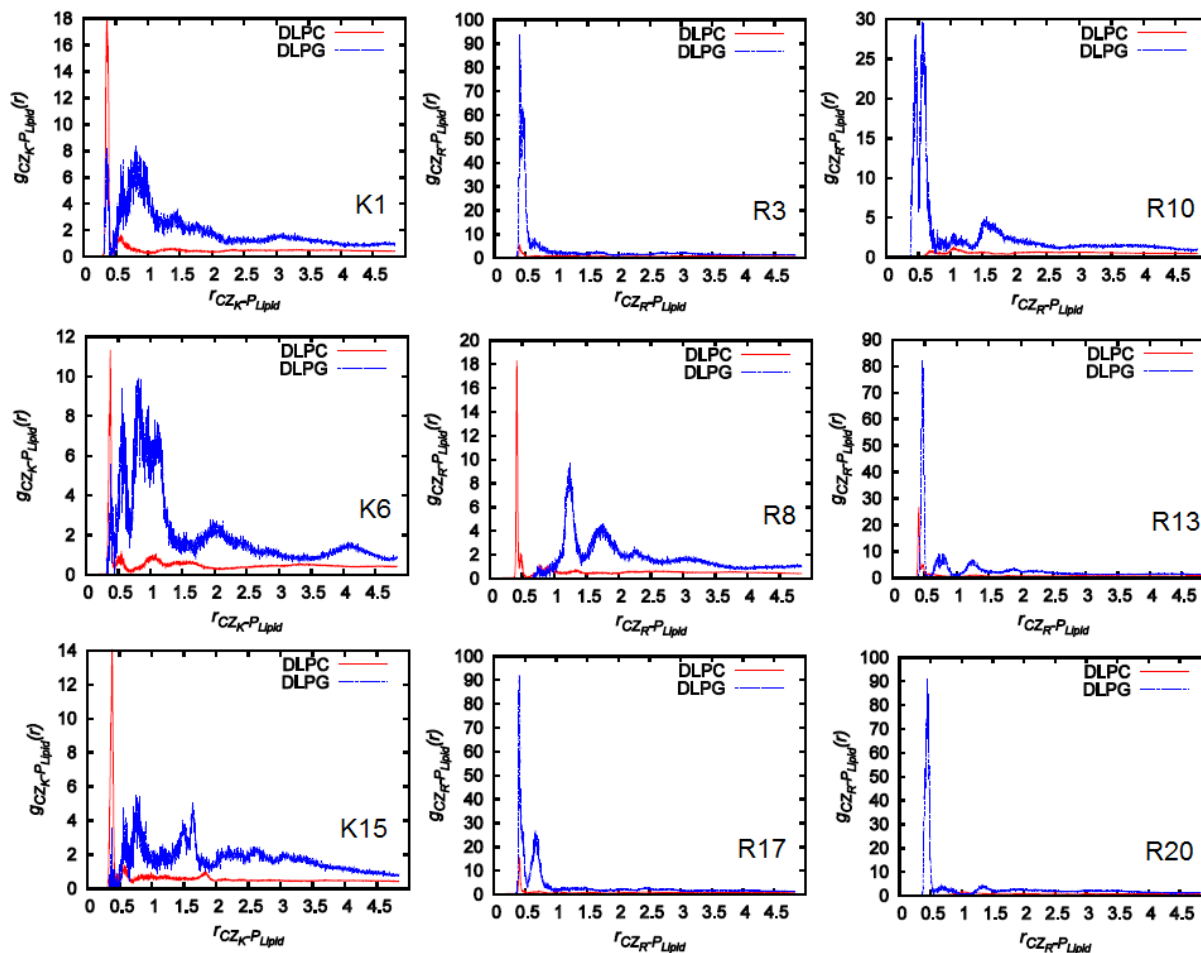 18
16
14
12
10
8
6
4
2
0
g_{CZ_K-P_{Lipid}}(r)
DLPC
DLPG
K1
0 0.5 1 1.5 2 2.5 3 3.5 4 4.5
r_{CZ_K-P_{Lipid}}
100
90
80
70
60
50
40
30
20
10
0
g_{CZ_R-P_{Lipid}}(r)
DLPC
DLPG
R3
0 0.5 1 1.5 2 2.5 3 3.5 4 4.5
r_{CZ_R-P_{Lipid}}
30
25
20
15
10
5
0
g_{CZ_R-P_{Lipid}}(r)
DLPC
DLPG
R10
0 0.5 1 1.5 2 2.5 3 3.5 4 4.5
r_{CZ_R-P_{Lipid}}
12
10
8
6
4
2
0
g_{CZ_K-P_{Lipid}}(r)
DLPC
DLPG
K6
0 0.5 1 1.5 2 2.5 3 3.5 4 4.5
r_{CZ_K-P_{Lipid}}
20
18
16
14
12
10
8
6
4
2
0
g_{CZ_R-P_{Lipid}}(r)
DLPC
DLPG
R8
0 0.5 1 1.5 2 2.5 3 3.5 4 4.5
r_{CZ_R-P_{Lipid}}
90
80
70
60
50
40
30
20
10
0
g_{CZ_R-P_{Lipid}}(r)
DLPC
DLPG
R13
0 0.5 1 1.5 2 2.5 3 3.5 4 4.5
r_{CZ_R-P_{Lipid}}
14
12
10
8
6
4
2
0
g_{CZ_K-P_{Lipid}}(r)
DLPC
DLPG
K15
0 0.5 1 1.5 2 2.5 3 3.5 4 4.5
r_{CZ_K-P_{Lipid}}
100
90
80
70
60
50
40
30
20
10
0
g_{CZ_R-P_{Lipid}}(r)
DLPC
DLPG
R17
0 0.5 1 1.5 2 2.5 3 3.5 4 4.5
r_{CZ_R-P_{Lipid}}
100
90
80
70
60
50
40
30
20
10
0
g_{CZ_R-P_{Lipid}}(r)
DLPC
DLPG
R20
0 0.5 1 1.5 2 2.5 3 3.5 4 4.5
r_{CZ_R-P_{Lipid}}